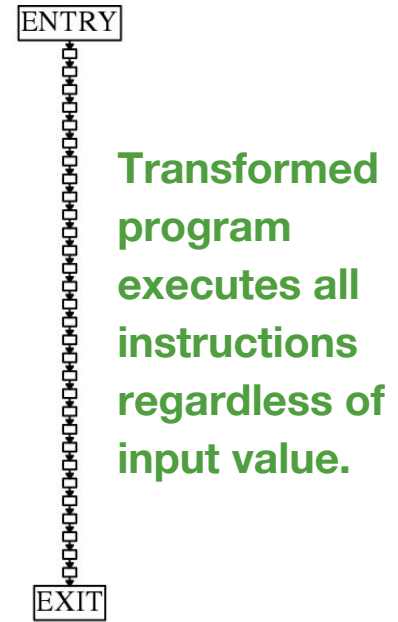 ENTRY
Transformed
program
executes all
instructions
regardless of
input value.
EXIT